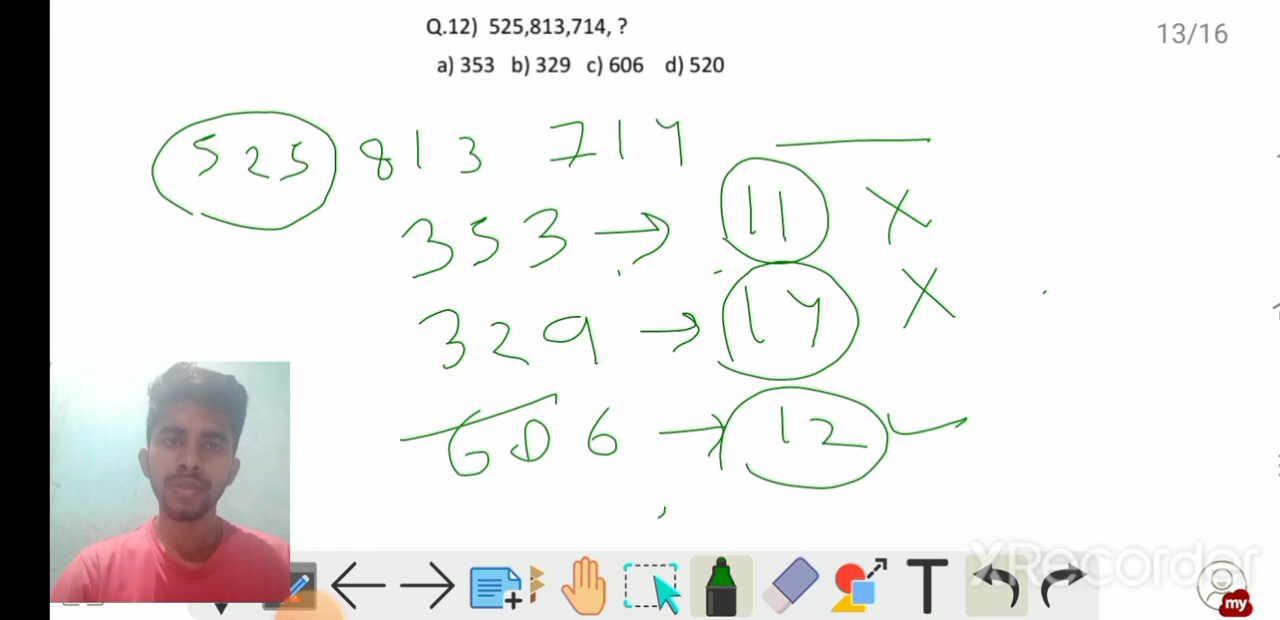 Q.12) 525,813,714, ?
13/16
a) 353 b) 329 c) 606 d) 520
525 813 714
353 → 11 X
329 → 14 X
606 → 12 ✓
XRecorder
T
my